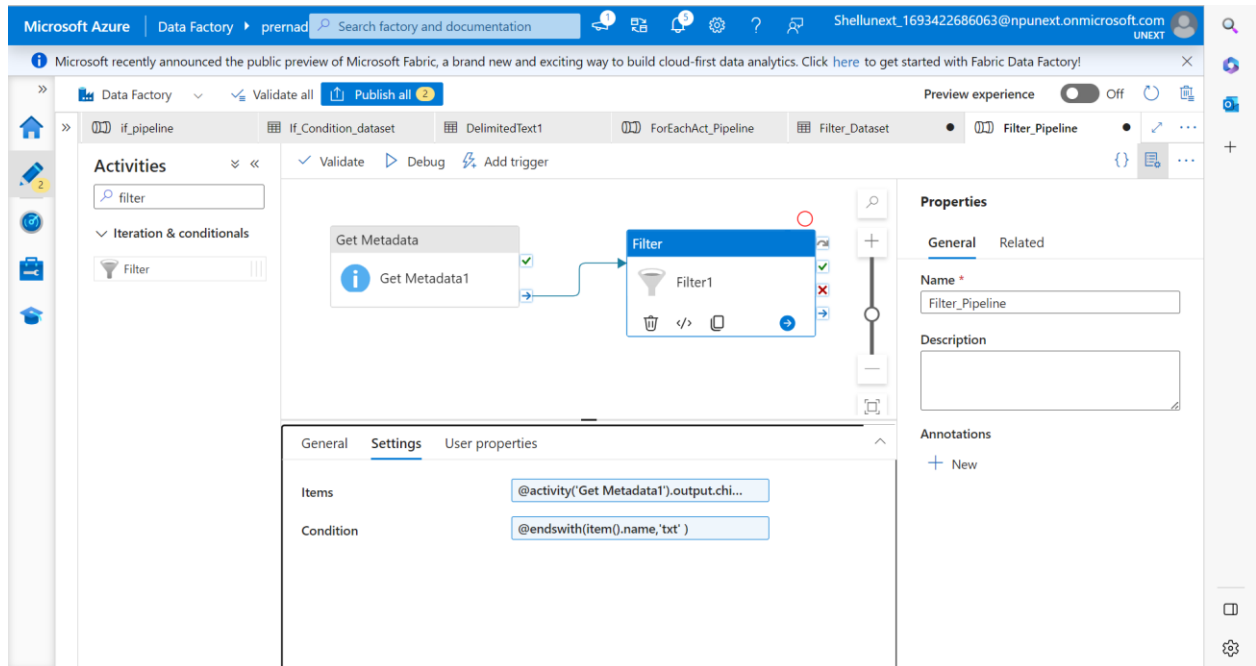 Microsoft Azure | Data Factory ▸ prernad Search factory and documentation 1 5 Shellunext_1693422686063@npunext.onmicrosoft.com
UNEXT
Microsoft recently announced the public preview of Microsoft Fabric, a brand new and exciting way to build cloud-first data analytics. Click here to get started with Fabric Data Factory!
Data Factory Validate all Publish all 2 Preview experience Off
if_pipeline If_Condition_dataset DelimitedText1 ForEachAct_Pipeline Filter_Dataset Filter_Pipeline
2
Activities
filter
Iteration & conditionals
Filter
Validate Debug Add trigger
Get Metadata
Get Metadata1
Filter
Filter1
General Settings User properties
Items @activity('Get Metadata1').output.chi...
Condition @endswith(item().name,'txt' )
Properties
General Related
Name *
Filter_Pipeline
Description
Annotations
New